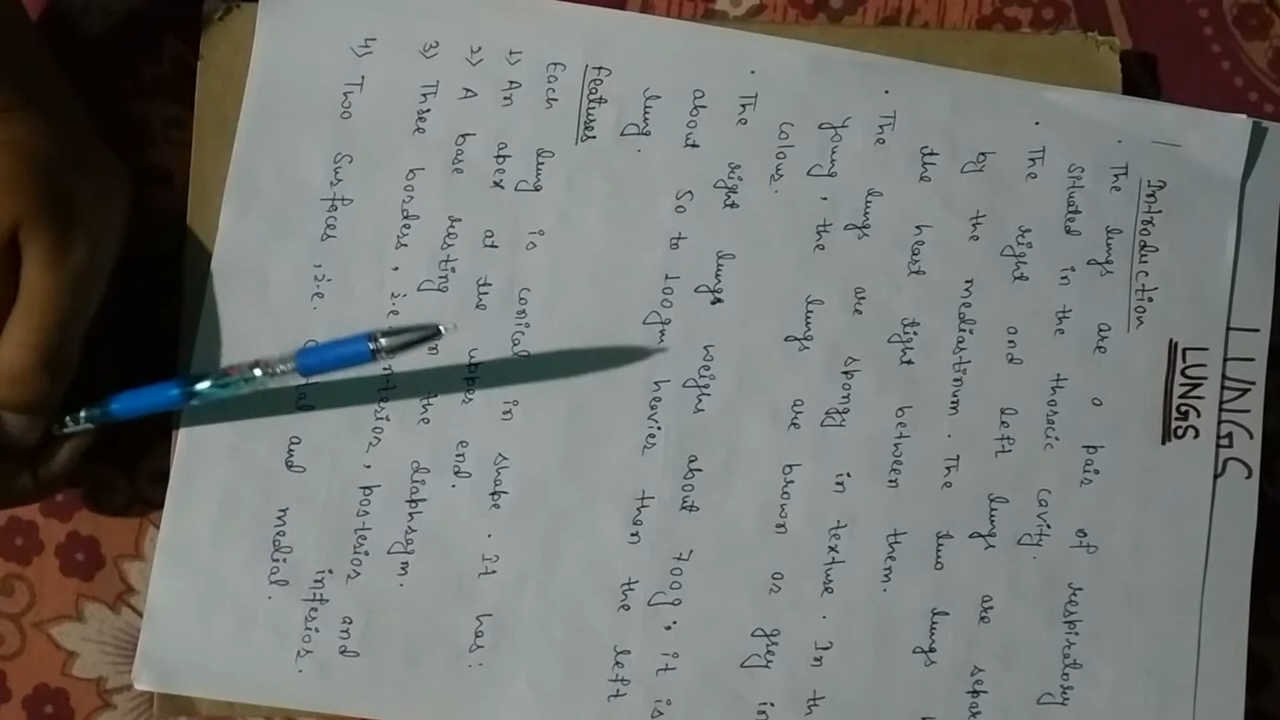 LUNGS
LUNGS
Introduction
• The lungs are a pair of respiratory
situated in the thoracic cavity.
• The right and left lungs are
by the mediastinum. The two lungs
the heart tight between them.
• The lungs are spongy in texture. In
young, the lungs are brown or grey in
colour.
• The right lungs weighs about 700g; it is
about 50 to 100gm heavier then the left
lung.
Features
Each lung is conical in shape. It has:
1) An apex at the upper end.
2) A base resting the diaphragm.
3) Three borders, i.e posterior and
inferior.
4) Two Surfaces, i.e. and medial.